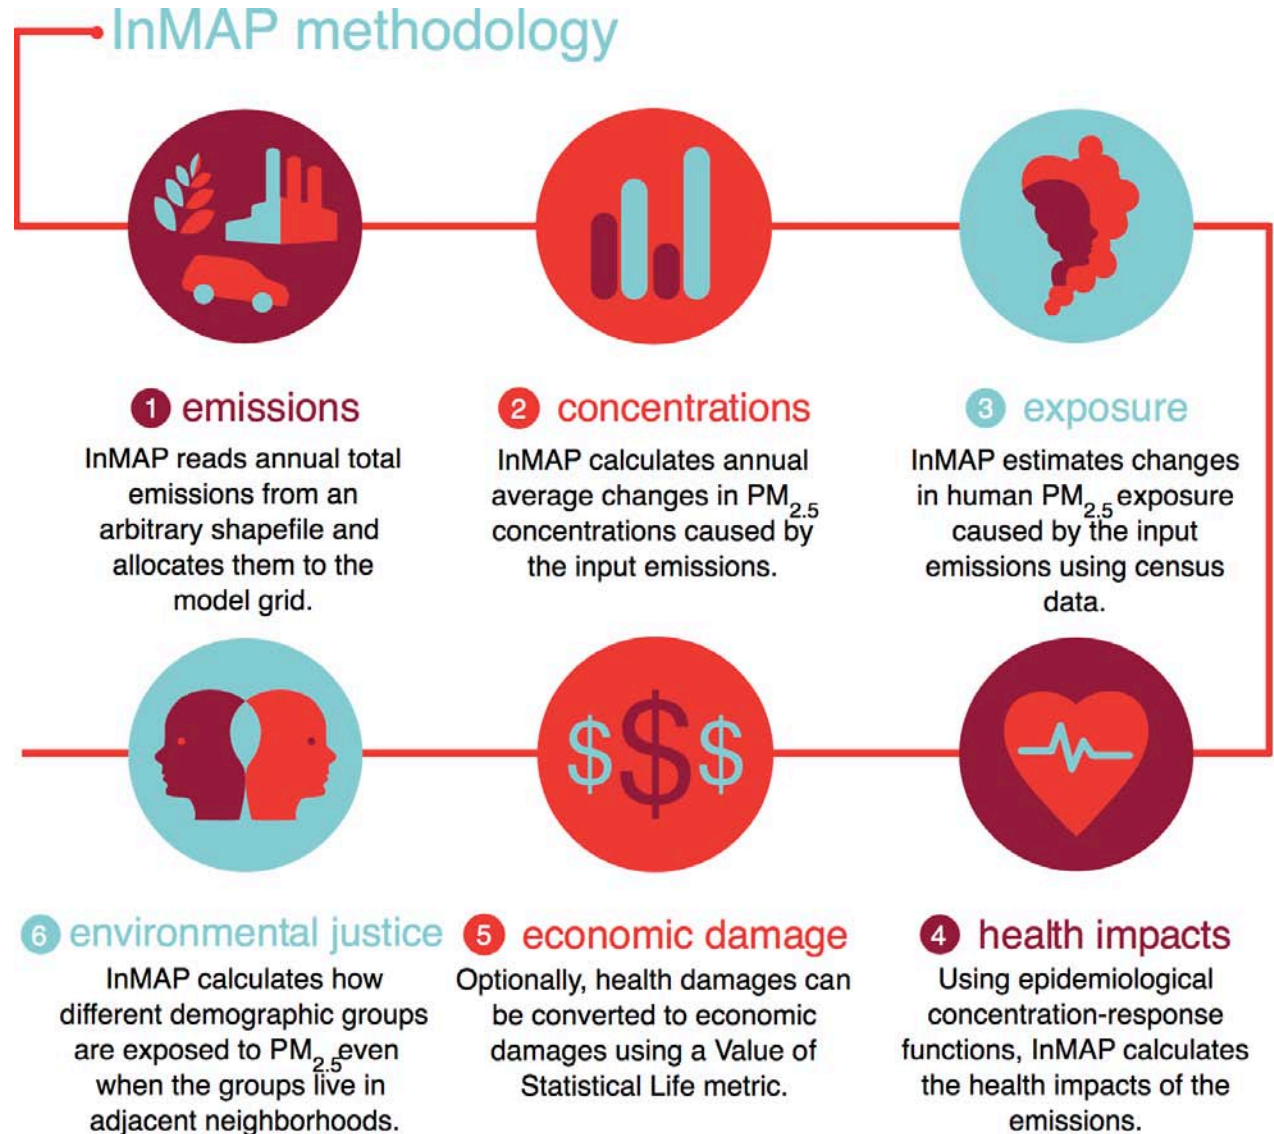 InMAP methodology
1 emissions
InMAP reads annual total
emissions from an
arbitrary shapefile and
allocates them to the
model grid.
2 concentrations
InMAP calculates annual
average changes in PM2.5
concentrations caused by
the input emissions.
3 exposure
InMAP estimates changes
in human PM2.5 exposure
caused by the input
emissions using census
data.
$ $ $
4 health impacts
Using epidemiological
concentration-response
functions, InMAP calculates
the health impacts of the
emissions.
5 economic damage
Optionally, health damages can
be converted to economic
damages using a Value of
Statistical Life metric.
6 environmental justice
InMAP calculates how
different demographic groups
are exposed to PM2.5 even
when the groups live in
adjacent neighborhoods.